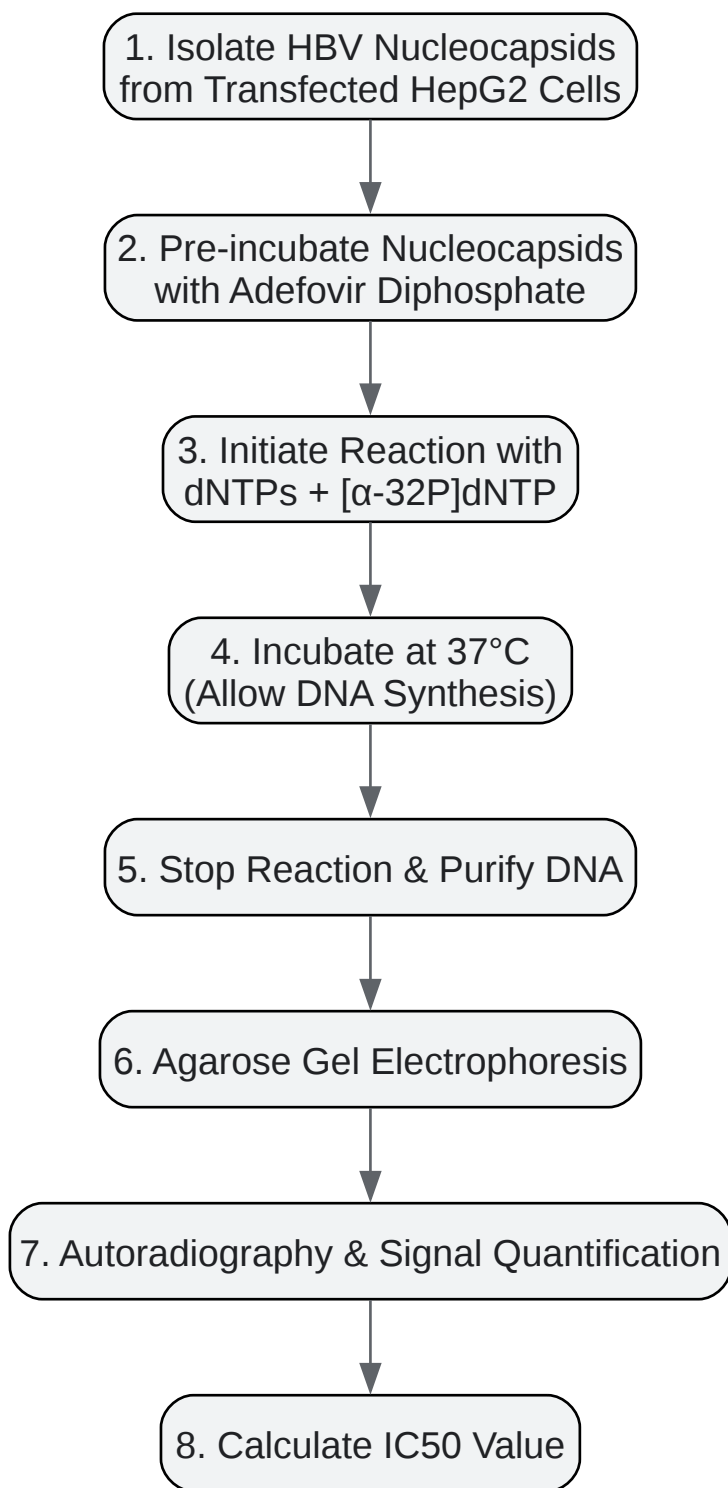 1. Isolate HBV Nucleocapsids
from Transfected HepG2 Cells
2. Pre-incubate Nucleocapsids
with Adefovir Diphosphate
3. Initiate Reaction with
dNTPs + [α-32P]dNTP
4. Incubate at 37°C
(Allow DNA Synthesis)
5. Stop Reaction & Purify DNA
6. Agarose Gel Electrophoresis
7. Autoradiography & Signal Quantification
8. Calculate IC50 Value